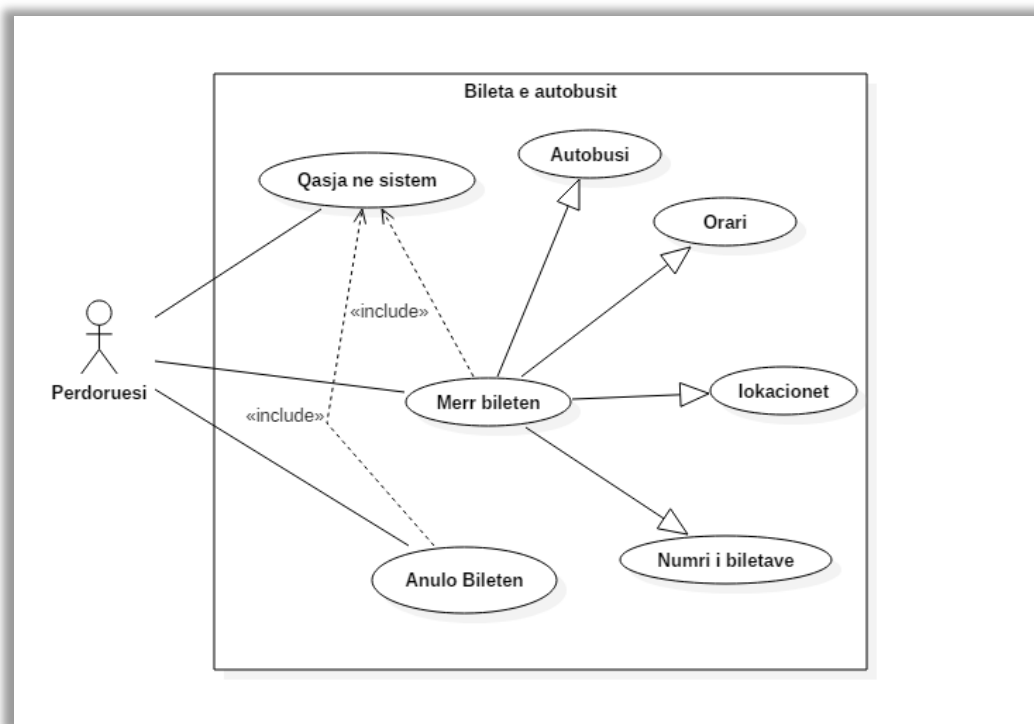 Bileta e autobusit
Autobusi
Qasja ne sistem
Orari
«include»
Perdoruesi
lokacionet
Merr bileten
«include»
Numri i biletave
Anulo Bileten